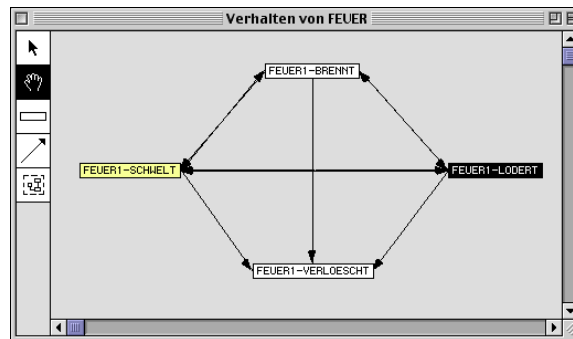 Verhalten von FEUER
FEUER1-BRENNT
FEUER1-SCHWELT
FEUER1-LODERT
FEUER1-VERLOESCHT